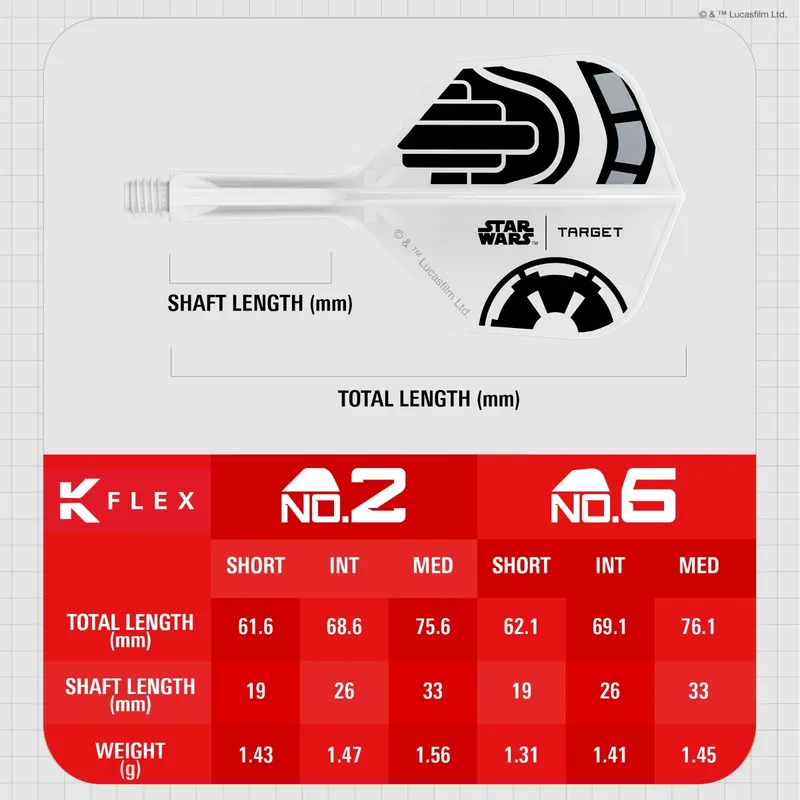 © & ™ Lucasfilm Ltd.
STAR WARS™ | TARGET
© & ™ Lucasfilm Ltd.
SHAFT LENGTH (mm)
TOTAL LENGTH (mm)
K FLEX NO.2 NO.6
SHORT INT MED SHORT INT MED
TOTAL LENGTH (mm) 61.6 68.6 75.6 62.1 69.1 76.1
SHAFT LENGTH (mm) 19 26 33 19 26 33
WEIGHT (g) 1.43 1.47 1.56 1.31 1.41 1.45